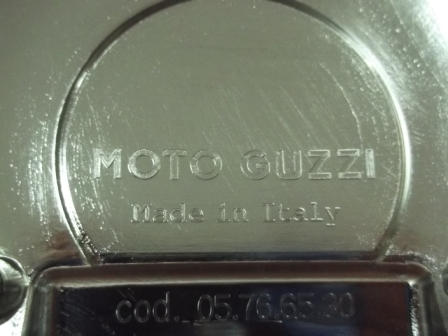 MOTO GUZZI
Made in Italy
cod. 05.76.65.30